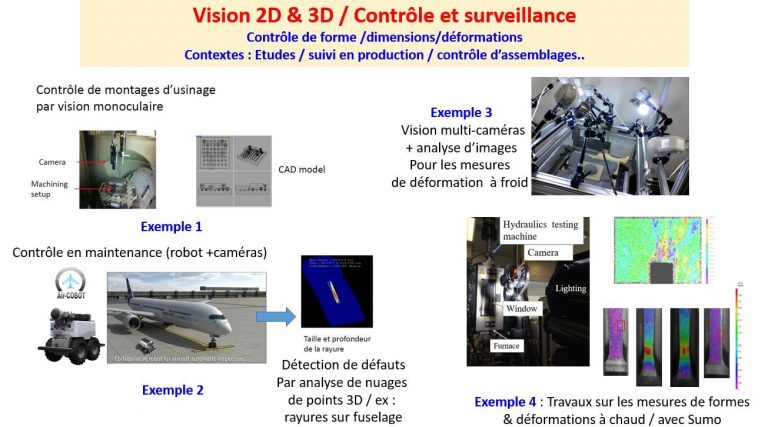 Vision 2D & 3D / Contrôle et surveillance
Contrôle de forme /dimensions/déformations
Contextes : Etudes / suivi en production / contrôle d’assemblages..
Contrôle de montages d’usinage
par vision monoculaire
Camera
Machining
setup
CAD model
Exemple 1
Exemple 3
Vision multi-caméras
+ analyse d’images
Pour les mesures
de déformation à froid
Contrôle en maintenance (robot +caméras)
Air-COBOT
Collaborative robot for aircraft automatic inspection
Exemple 2
Taille et profondeur
de la rayure
Détection de défauts
Par analyse de nuages
de points 3D / ex :
rayures sur fuselage
Hydraulics testing
machine
Camera
Lighting
Window
Furnace
Exemple 4 : Travaux sur les mesures de formes
& déformations à chaud / avec Sumo